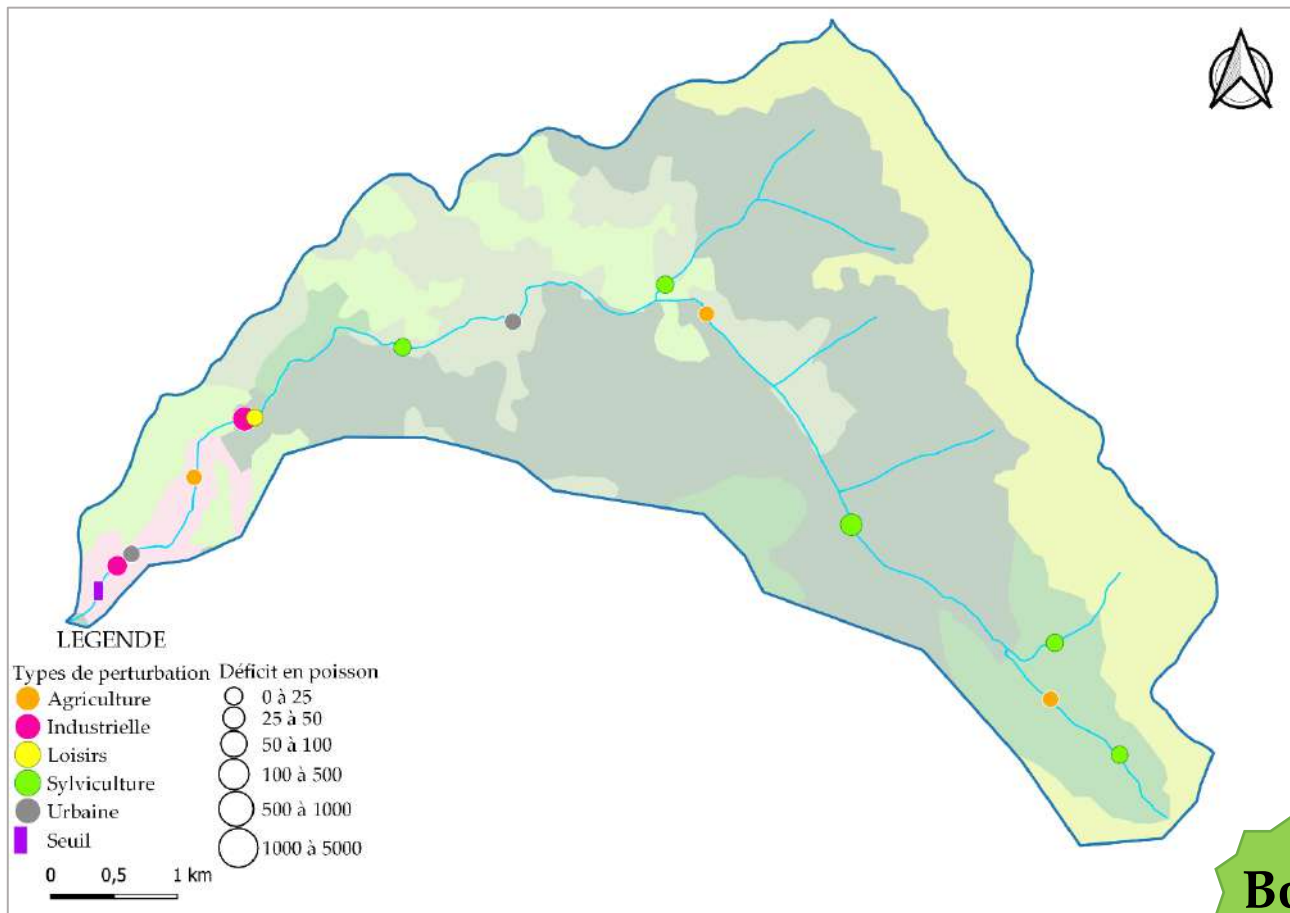 LEGENDE
Types de perturbation
Agriculture
Industrielle
Loisirs
Sylviculture
Urbaine
Seuil
0 0,5 1 km
Déficit en poisson
0 à 25
25 à 50
50 à 100
100 à 500
500 à 1000
1000 à 5000